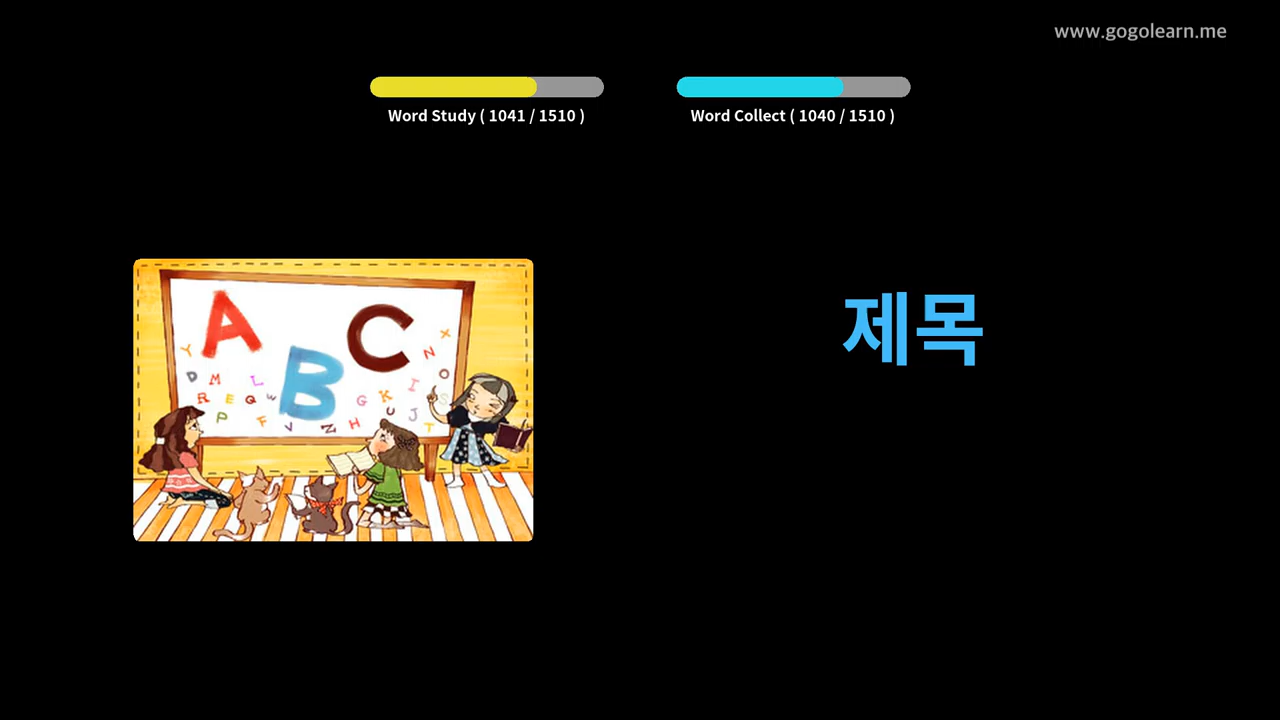 www.gogolearn.me
Word Study ( 1041 / 1510 )
Word Collect ( 1040 / 1510 )
제목
A
B
C
X
Y
N
D M L I O
R E Q W G K S
P F V Z H U J T